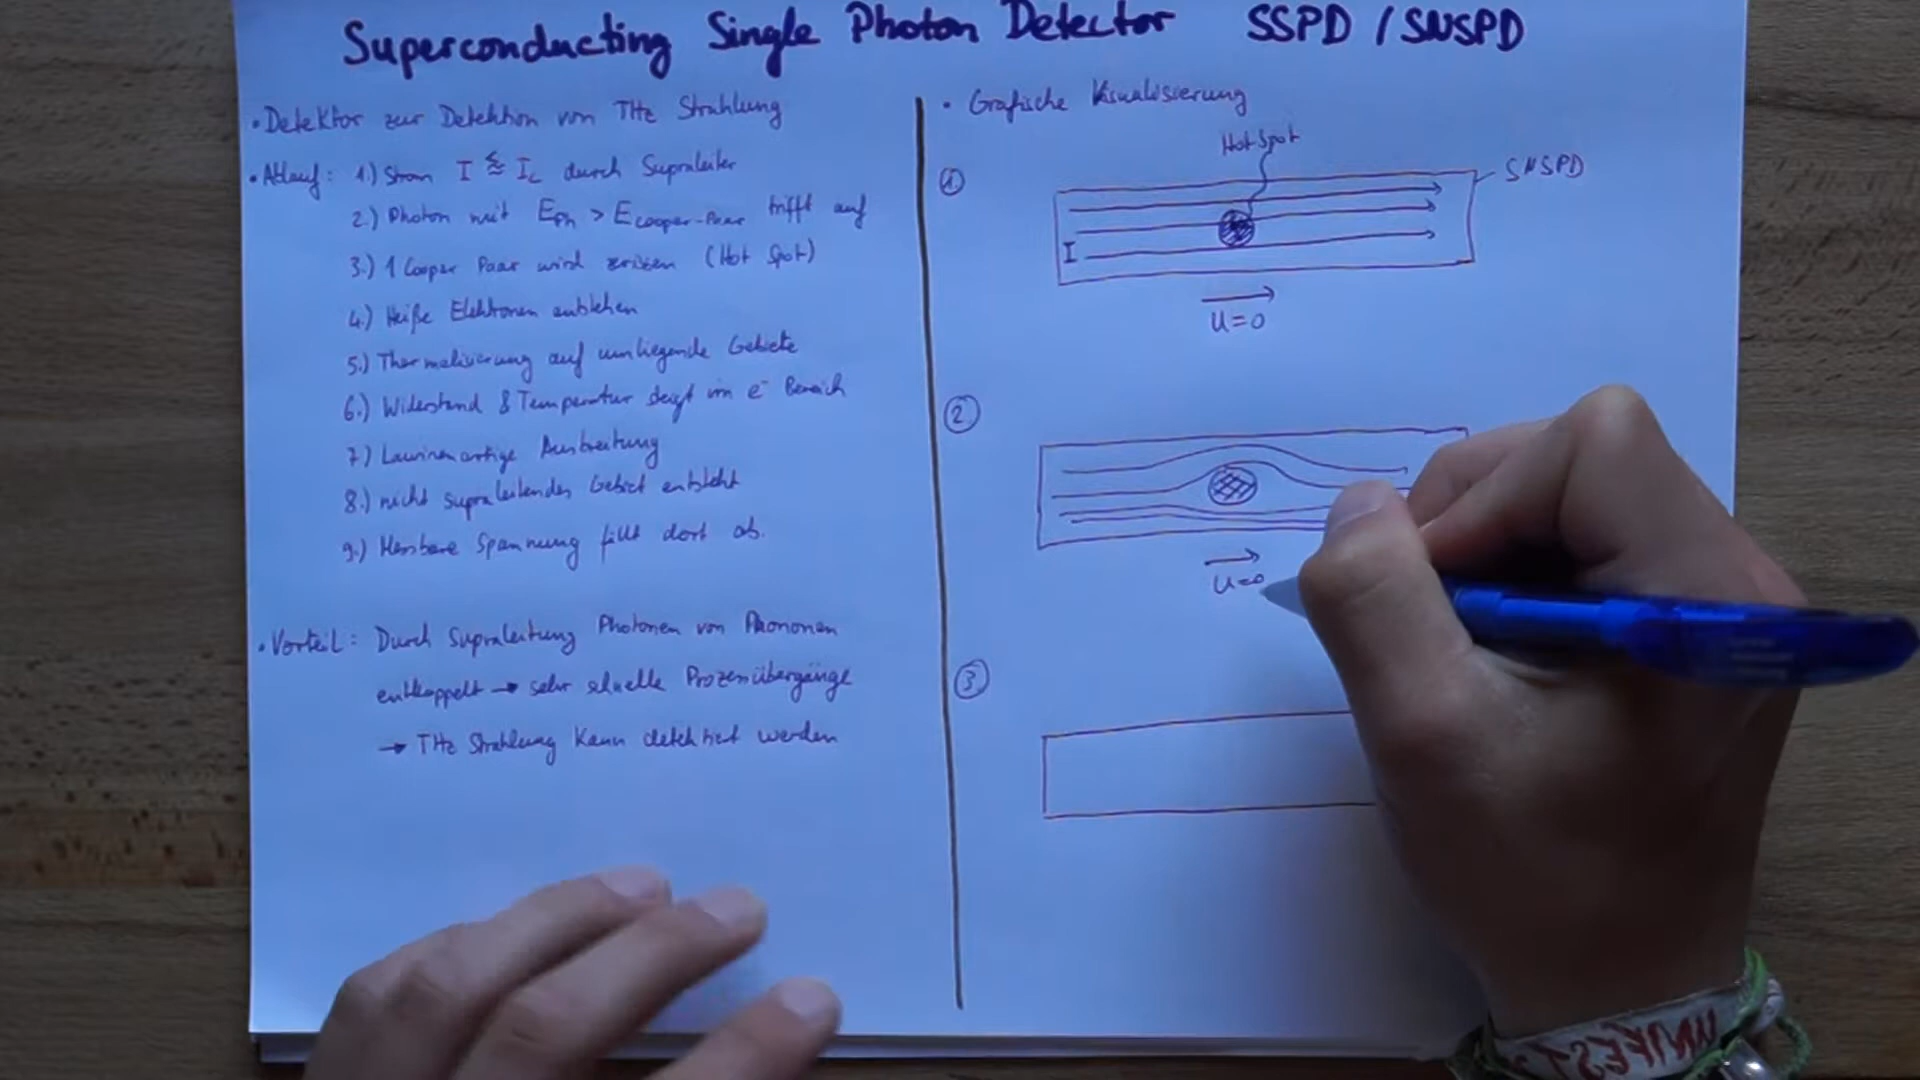 Superconducting Single Photon Detector SSPD / SNSPD
• Detektor zur Detektion von THz Strahlung
• Ablauf: 1.) Strom I ⪅ Ic durch Supraleiter
2.) Photon mit EPh > ECooper-Paar trifft auf
3.) 1 Cooper Paar wird zerissen (Hot Spot)
4.) Heiße Elektronen entstehen
5.) Thermalisierung auf umliegende Gebiete
6.) Widerstand & Temperatur steigt im e⁻ Bereich
7.) Lawinenartige Ausbreitung
8.) nicht supraleitendes Gebiet entsteht
9.) Messbare Spannung fällt dort ab.
• Vorteil: Durch Supraleitung Photonen von Phononen
entkoppelt → sehr schnelle Prozessübergänge
→ THz Strahlung kann detektiert werden
• Grafische Visualisierung
Hot Spot
① SNSPD
I
U=0
②
U=0
③
UNIFEST